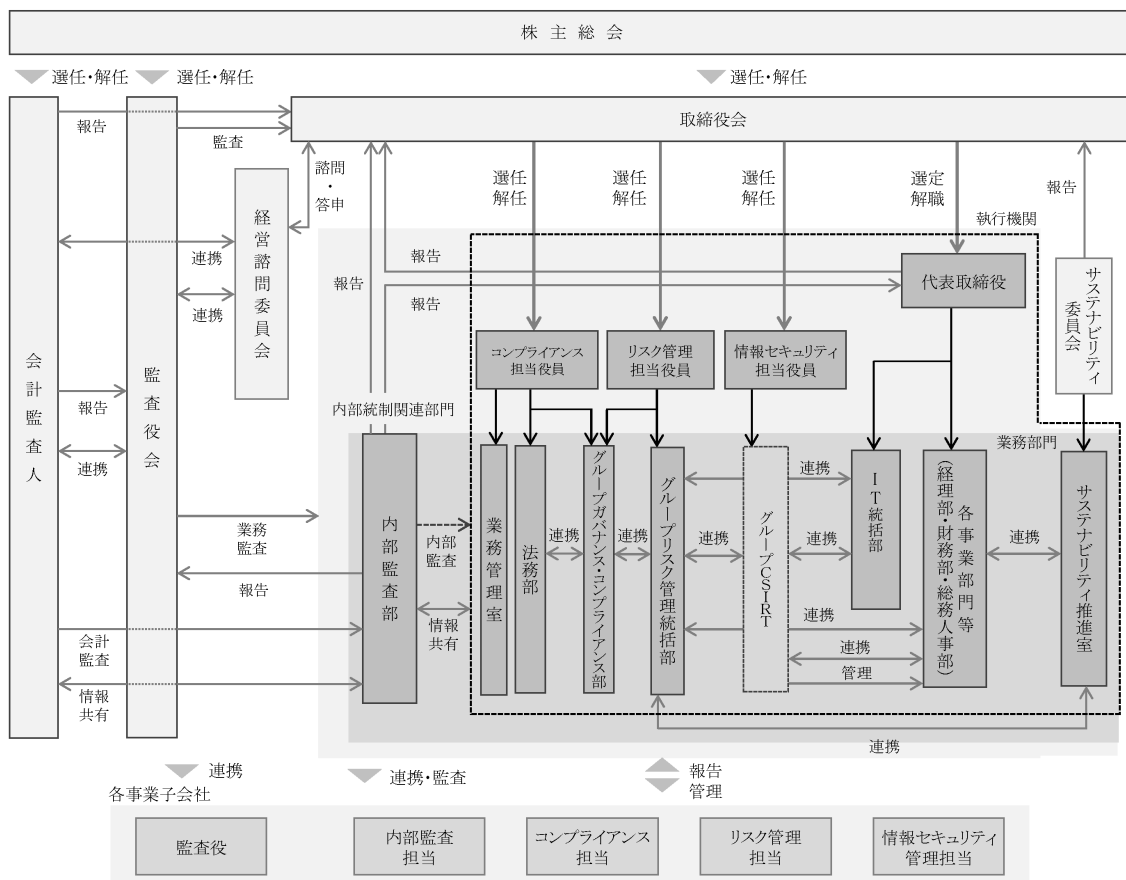 株主総会
選任・解任
選任・解任
選任・解任
会計監査人
監査役会
取締役会
報告
監査
諮問
・
答申
経営諮問委員会
連携
連携
選任
解任
選任
解任
選任
解任
選定
解職
報告
執行機関
報告
報告
報告
代表取締役
サステナビリティ
委員会
コンプライアンス
担当役員
リスク管理
担当役員
情報セキュリティ
担当役員
報告
連携
内部統制関連部門
業務部門
業務
監査
報告
会計
監査
情報
共有
内部監査部
内部
監査
情報
共有
業務管理室
法務部
連携
グループガバナンス・コンプライアンス部
連携
グループリスク管理統括部
連携
グループCSIRT
連携
連携
IT統括部
連携
連携
管理
各事業部門等
（経理部・財務部・総務人事部）
連携
サステナビリティ推進室
連携
連携
連携・監査
報告
管理
各事業子会社
監査役
内部監査
担当
コンプライアンス
担当
リスク管理
担当
情報セキュリティ
管理担当